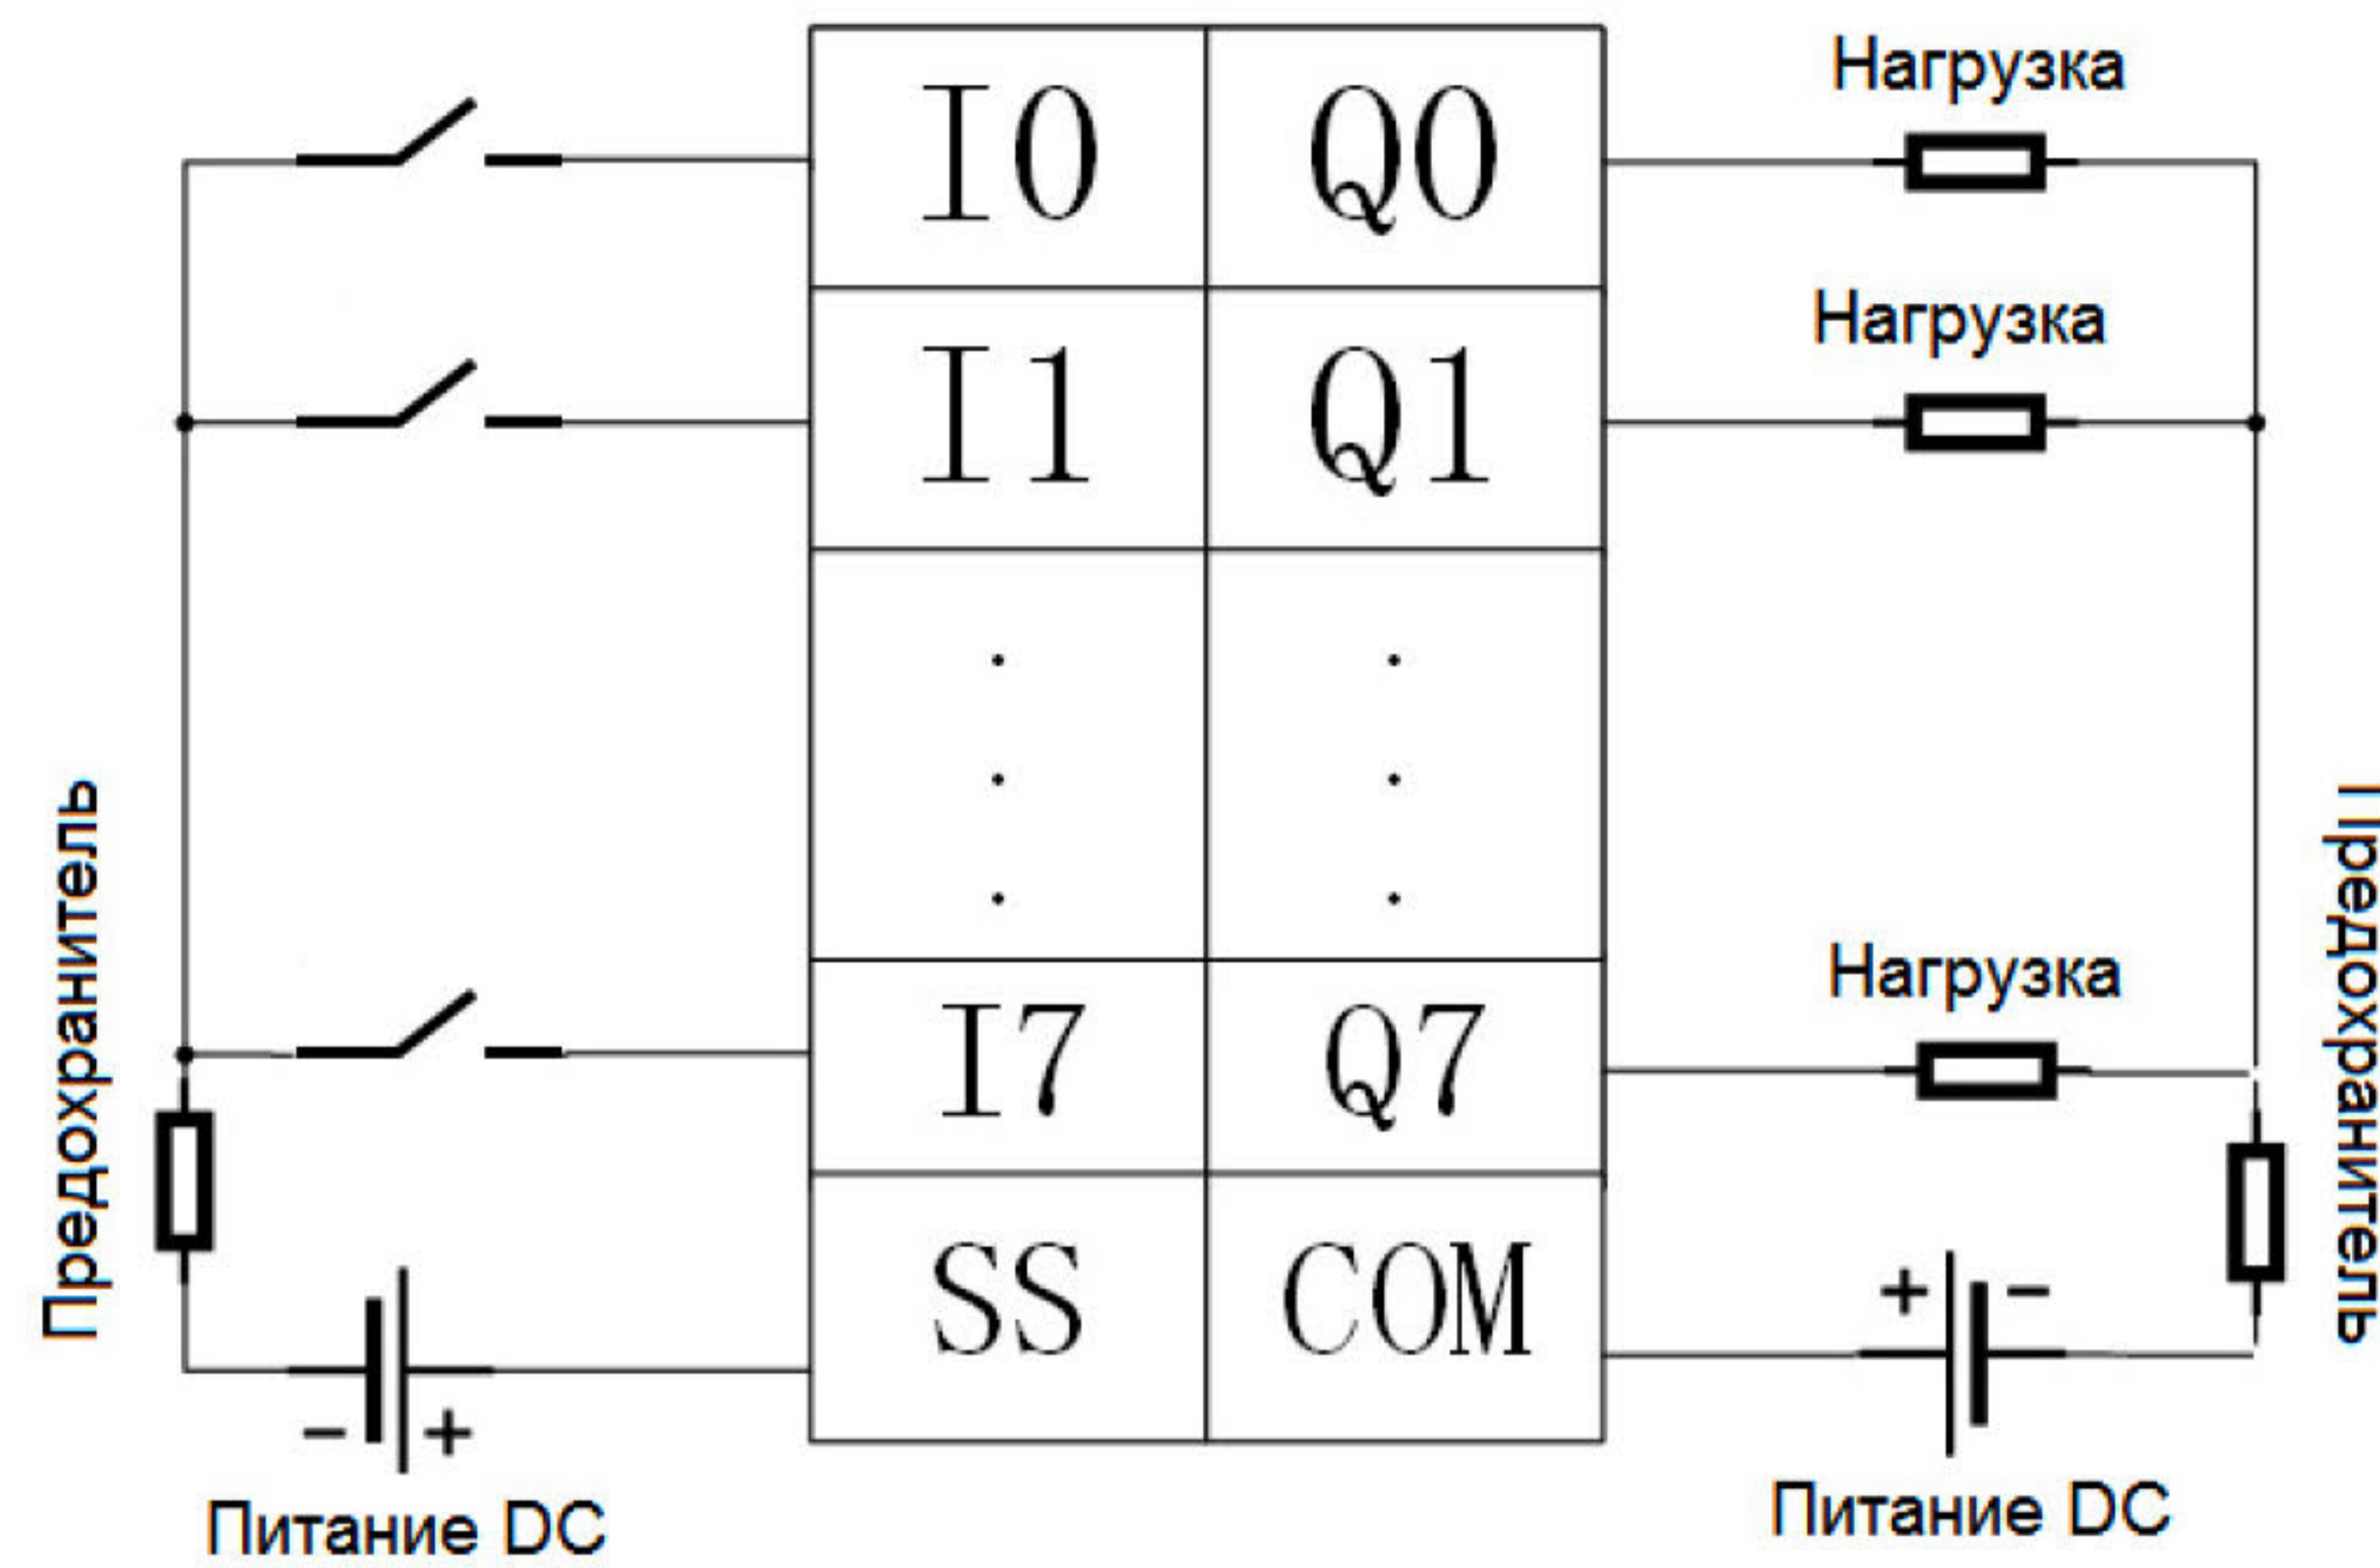 Нагрузка
I0 Q0
Нагрузка
I1 Q1
Нагрузка
I7 Q7
Предохранитель
Предохранитель
SS COM
+ −
− +
Питание DC
Питание DC